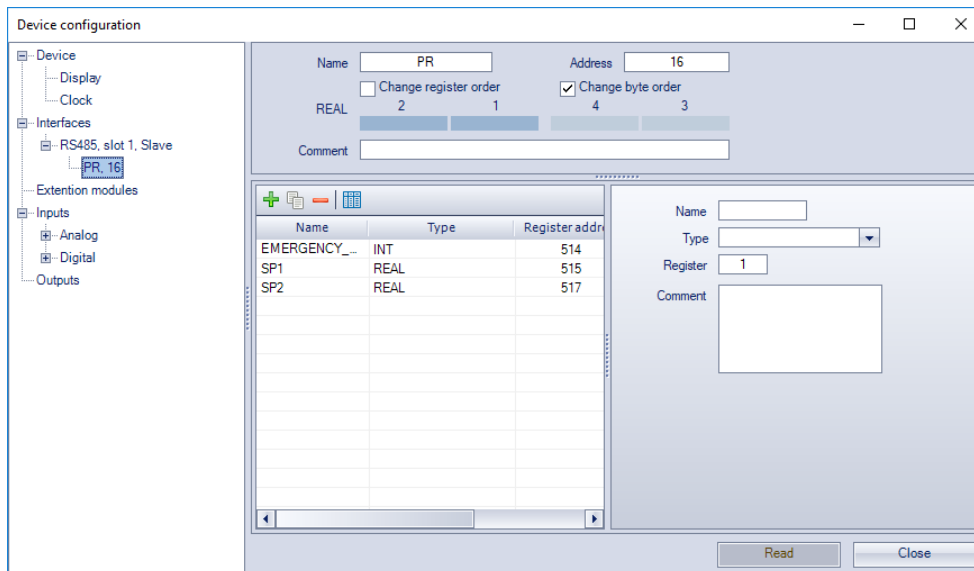 Device configuration
Device
Display
Clock
Interfaces
RS485, slot 1, Slave
PR, 16
Extention modules
Inputs
Analog
Digital
Outputs
Name PR Address 16
Change register order Change byte order
REAL 2 1 4 3
Comment
Name Type Register addre
EMERGENCY_... INT 514
SP1 REAL 515
SP2 REAL 517
Name
Type
Register 1
Comment
Read Close